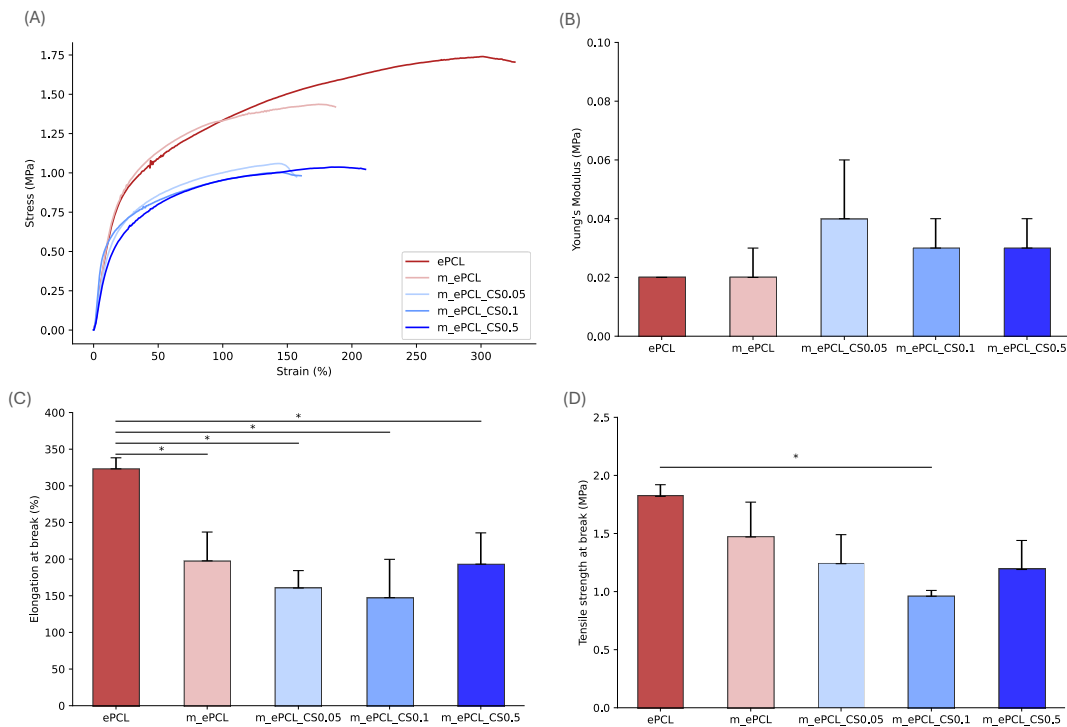 (A)
1.75
1.50
1.25
1.00
0.75
0.50
0.25
0.00
Stress (MPa)
0
50
100
150
200
250
300
Strain (%)
ePCL
m_ePCL
m_ePCL_CS0.05
m_ePCL_CS0.1
m_ePCL_CS0.5
(B)
0.10
0.08
0.06
0.04
0.02
0.00
Young's Modulus (MPa)
ePCL
m_ePCL
m_ePCL_CS0.05
m_ePCL_CS0.1
m_ePCL_CS0.5
(C)
400
350
300
250
200
150
100
50
0
Elongation at break (%)
*
*
*
*
ePCL
m_ePCL
m_ePCL_CS0.05
m_ePCL_CS0.1
m_ePCL_CS0.5
(D)
2.5
2.0
1.5
1.0
0.5
0.0
Tensile strength at break (MPa)
*
ePCL
m_ePCL
m_ePCL_CS0.05
m_ePCL_CS0.1
m_ePCL_CS0.5